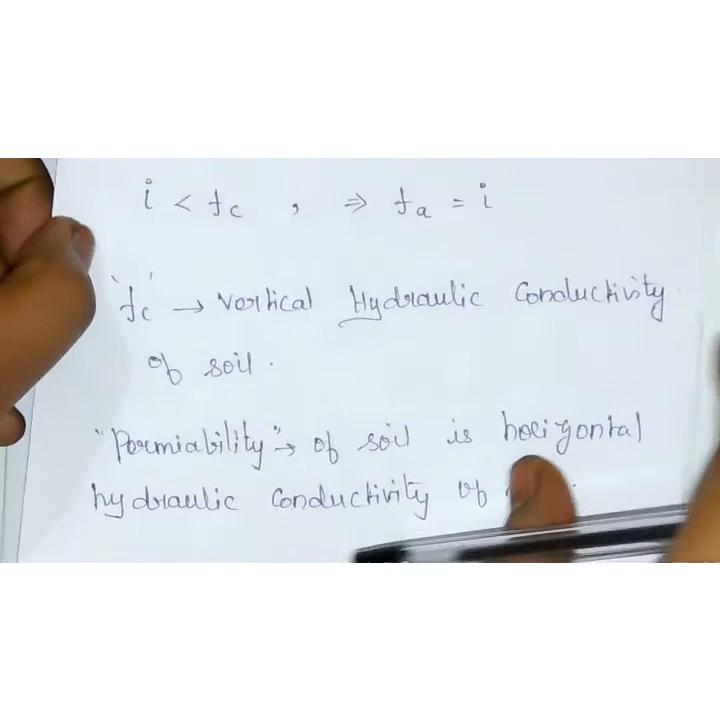 i < fc , ⇒ fa = i
'fc' → vertical Hydraulic Conductivity
of soil.
"Permiability" → of soil is horizontal
hydraulic conductivity of